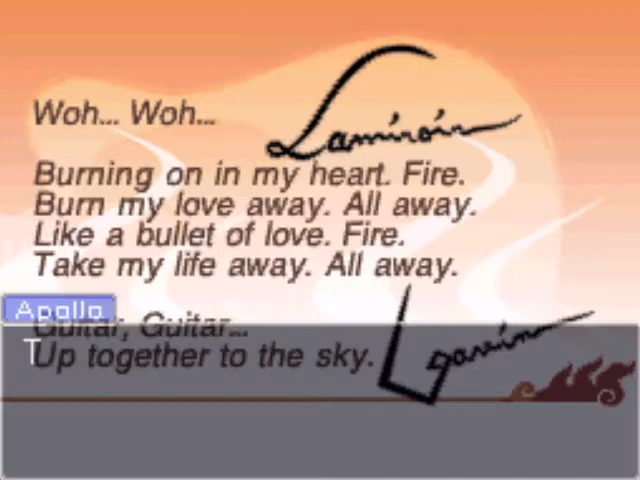 Woh... Woh...
Lamiroir
Burning on in my heart. Fire.
Burn my love away. All away.
Like a bullet of love. Fire.
Take my life away. All away.
Apollo
Guitar, Guitar...
T
Up together to the sky.